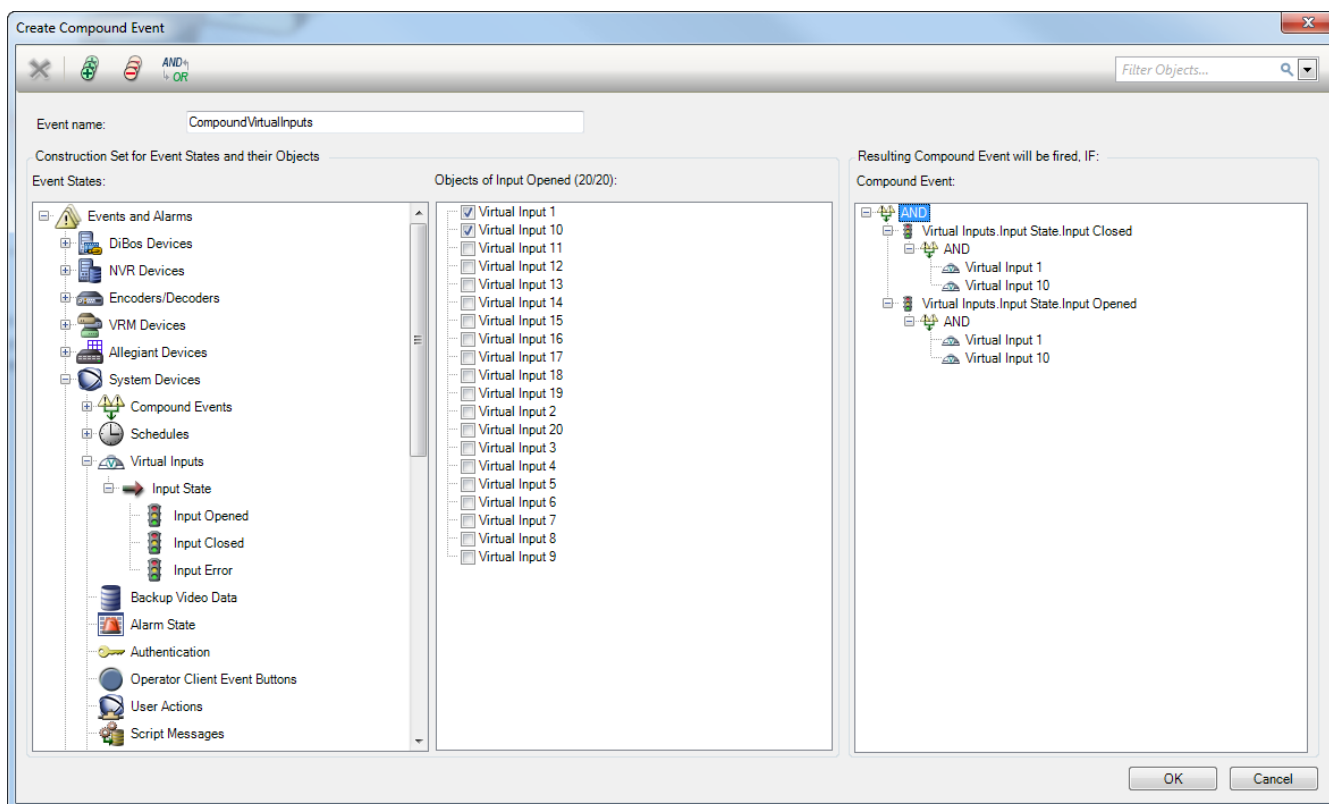 Create Compound Event
AND
OR
Filter Objects...
Event name:
CompoundVirtualInputs
Construction Set for Event States and their Objects
Event States:
Events and Alarms
DiBos Devices
NVR Devices
Encoders/Decoders
VRM Devices
Allegiant Devices
System Devices
Compound Events
Schedules
Virtual Inputs
Input State
Input Opened
Input Closed
Input Error
Backup Video Data
Alarm State
Authentication
Operator Client Event Buttons
User Actions
Script Messages
Objects of Input Opened (20/20):
Virtual Input 1
Virtual Input 10
Virtual Input 11
Virtual Input 12
Virtual Input 13
Virtual Input 14
Virtual Input 15
Virtual Input 16
Virtual Input 17
Virtual Input 18
Virtual Input 19
Virtual Input 2
Virtual Input 20
Virtual Input 3
Virtual Input 4
Virtual Input 5
Virtual Input 6
Virtual Input 7
Virtual Input 8
Virtual Input 9
Resulting Compound Event will be fired, IF:
Compound Event:
AND
Virtual Inputs.Input State.Input Closed
AND
Virtual Input 1
Virtual Input 10
Virtual Inputs.Input State.Input Opened
AND
Virtual Input 1
Virtual Input 10
OK
Cancel